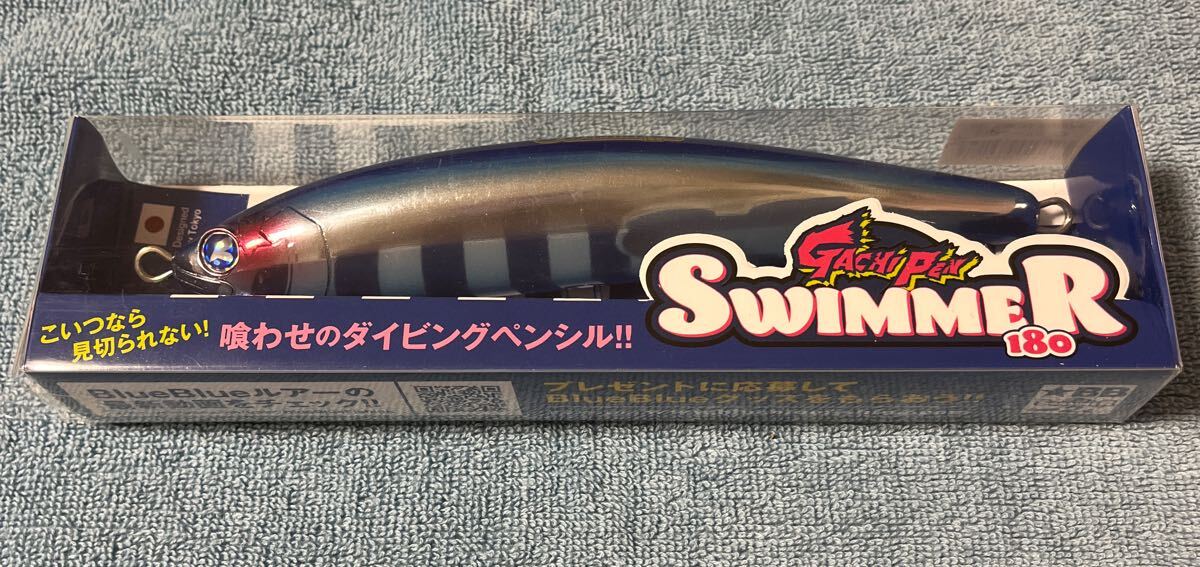 Designed
Tokyo
GACHI PEN
SWIMMER
180
こいつなら
見切られない!
喰わせのダイビングペンシル!!
BlueBlueルアーの
プレゼントに応募して
BlueBlueグッズをもらおう!!